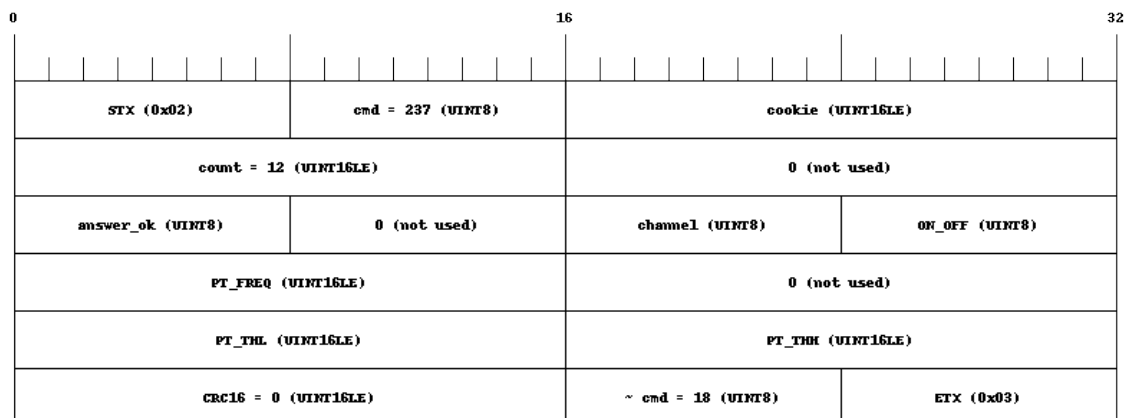 0 16 32
STX (0x02) cmd = 237 (UINT8) cookie (UINT16LE)
count = 12 (UINT16LE) 0 (not used)
answer_ok (UINT8) 0 (not used) channel (UINT8) ON_OFF (UINT8)
PT_FREQ (UINT16LE) 0 (not used)
PT_THL (UINT16LE) PT_THH (UINT16LE)
CRC16 = 0 (UINT16LE) ~ cmd = 18 (UINT8) ETX (0x03)